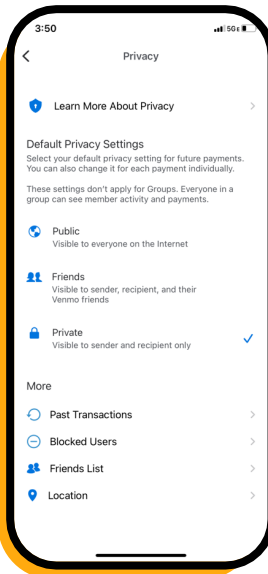 3:50
5G E
Privacy
Learn More About Privacy
Default Privacy Settings
Select your default privacy setting for future payments.
You can also change it for each payment individually.
These settings don't apply for Groups. Everyone in a
group can see member activity and payments.
Public
Visible to everyone on the Internet
Friends
Visible to sender, recipient, and their
Venmo friends
Private
Visible to sender and recipient only
More
Past Transactions
Blocked Users
Friends List
Location